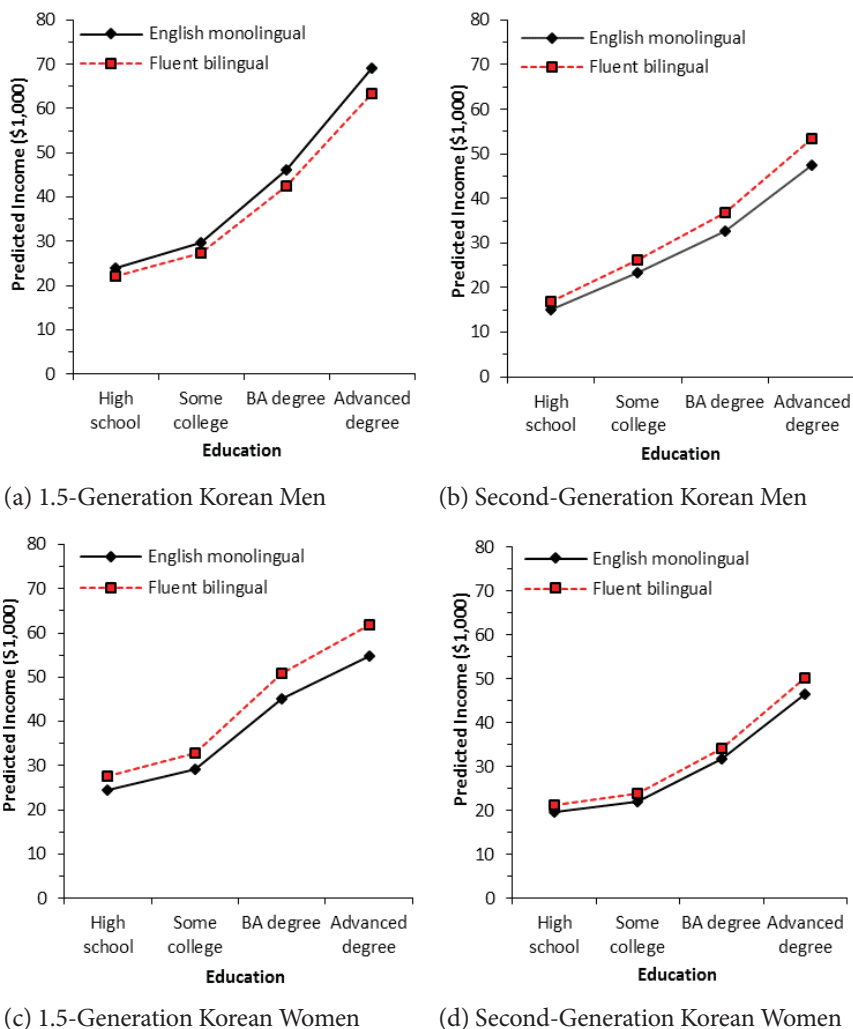 80
70
60
50
40
30
20
10
0
Predicted Income ($1,000)
English monolingual
Fluent bilingual
High school
Some college
BA degree
Advanced degree
Education
(a) 1.5-Generation Korean Men
80
70
60
50
40
30
20
10
0
Predicted Income ($1,000)
English monolingual
Fluent bilingual
High school
Some college
BA degree
Advanced degree
Education
(b) Second-Generation Korean Men
80
70
60
50
40
30
20
10
0
Predicted Income ($1,000)
English monolingual
Fluent bilingual
High school
Some college
BA degree
Advanced degree
Education
(c) 1.5-Generation Korean Women
80
70
60
50
40
30
20
10
0
Predicted Income ($1,000)
English monolingual
Fluent bilingual
High school
Some college
BA degree
Advanced degree
Education
(d) Second-Generation Korean Women